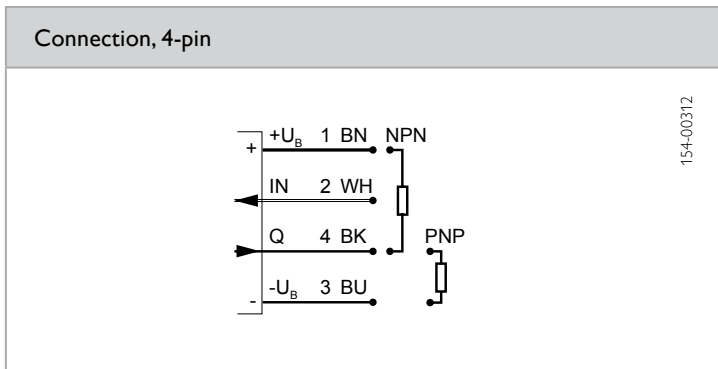 Connection, 4-pin
154-00312
+U_B 1 BN NPN
+
IN 2 WH
Q 4 BK PNP
-U_B 3 BU
-